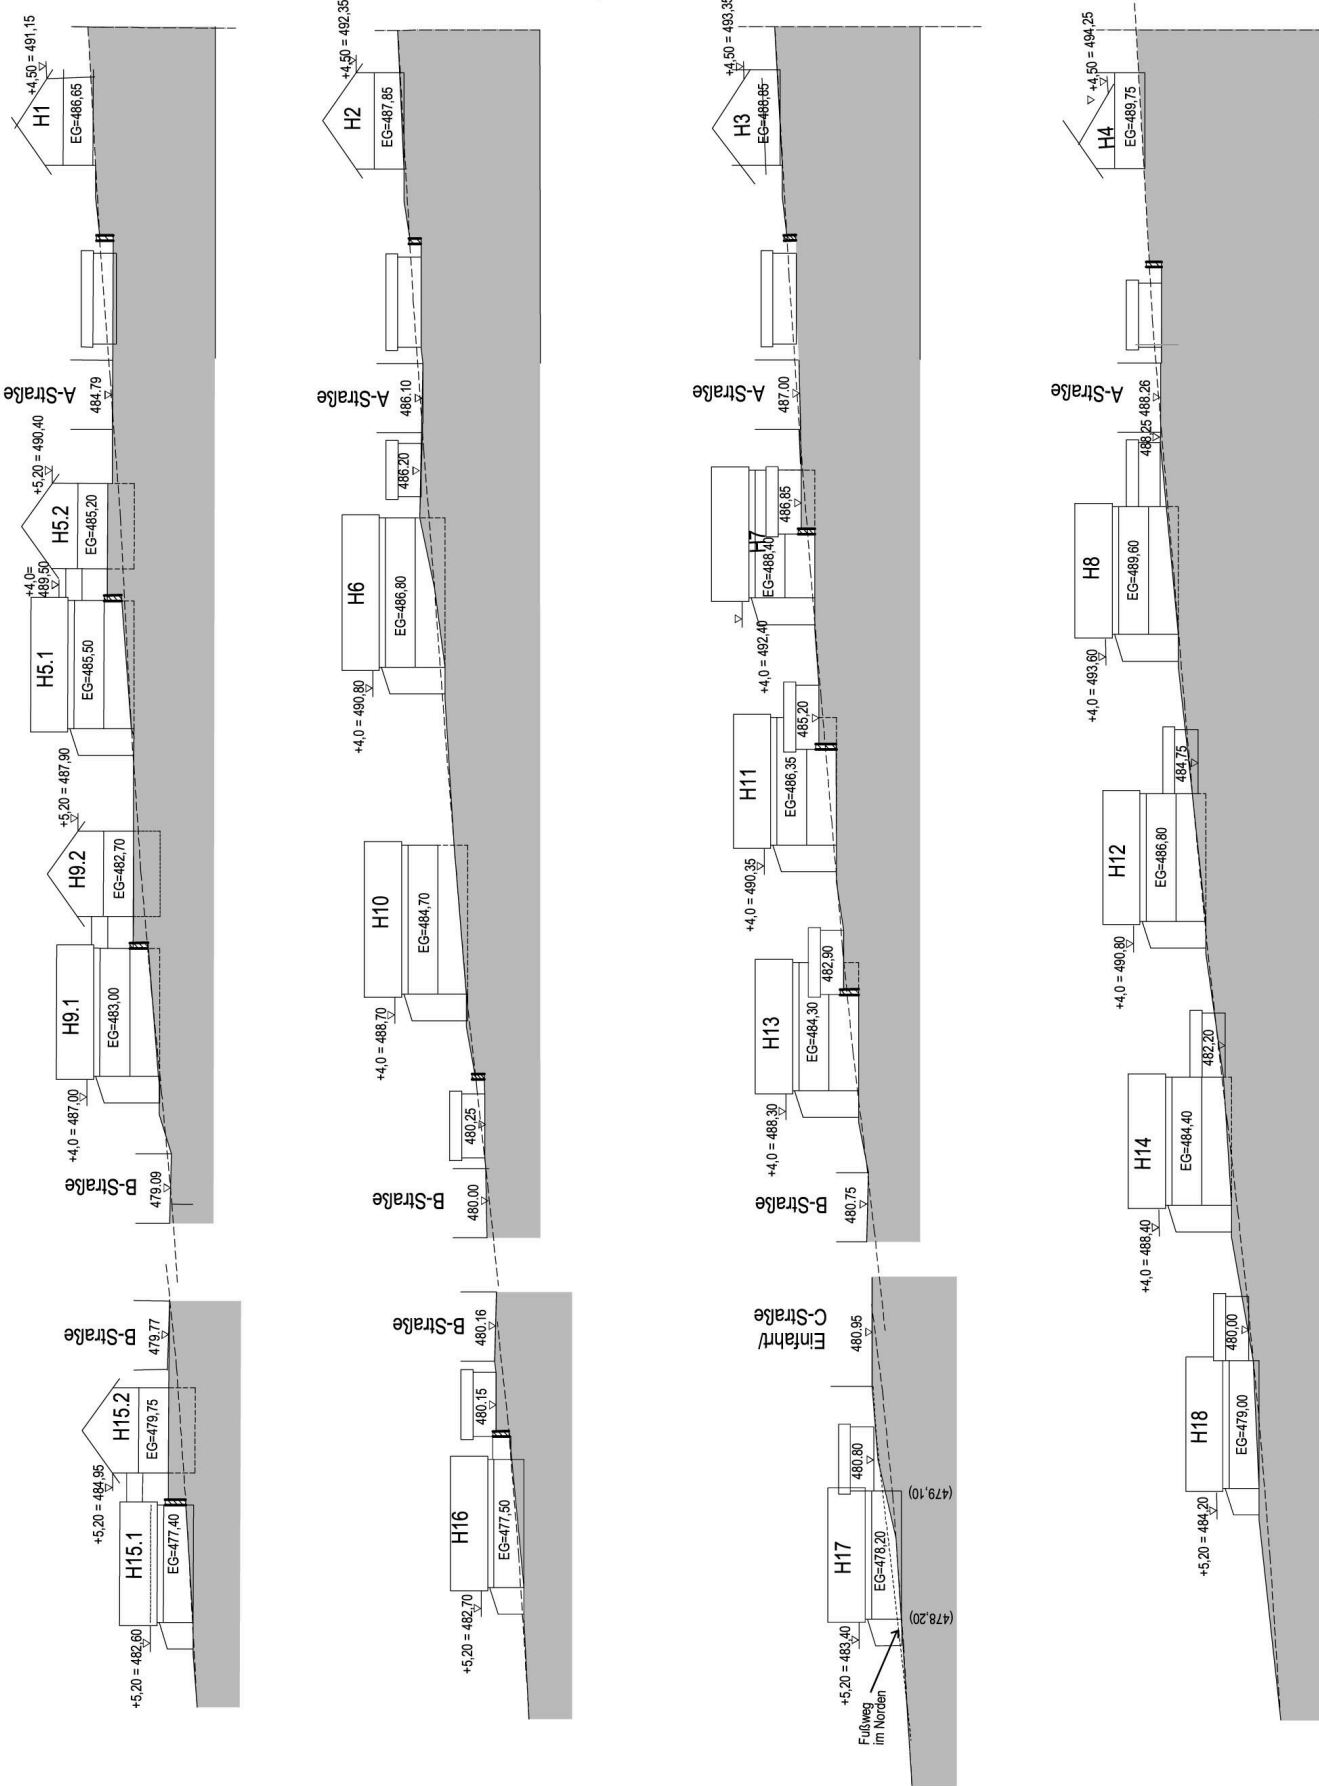 +4,50 = 491,15
H1
EG=486,65
A-Straße
484.79
+5,20 = 490,40
H5.2
EG=485,20
+4,0=
489,50
H5.1
EG=485,50
+5,20 = 487,90
H9.2
EG=482,70
H9.1
EG=483,00
+4,0 = 487,00
B-Straße
479.09
B-Straße
479.77
H15.2
EG=479,75
+5,20 = 484,95
H15.1
EG=477,40
+5,20 = 482,60
+4,50 = 492,35
H2
EG=487,85
A-Straße
486.10
486.20
H6
EG=486,80
+4,0 = 490,80
H10
EG=484,70
+4,0 = 488,70
480,25
B-Straße
480.00
B-Straße
480.16
480.15
H16
EG=477,50
+5,20 = 482,70
+4,50 = 493,35
H3
EG=488,85
A-Straße
487.00
486,85
H7
EG=488,40
+4,0 = 492,40
485,20
H11
EG=486,35
+4,0 = 490,35
482,90
H13
EG=484,30
+4,0 = 488,30
B-Straße
480.75
Einfahrt/
C-Straße
480.95
480.80
(479,10)
H17
EG=478,20
(478,20)
+5,20 = 483,40
Fußweg
im Norden
+4,50 = 494,25
H4
EG=489,75
A-Straße
488.26
488,25
H8
EG=489,60
+4,0 = 493,60
484,75
H12
EG=486,80
+4,0 = 490,80
482,20
H14
EG=484,40
+4,0 = 488,40
480,00
H18
EG=479,00
+5,20 = 484,20